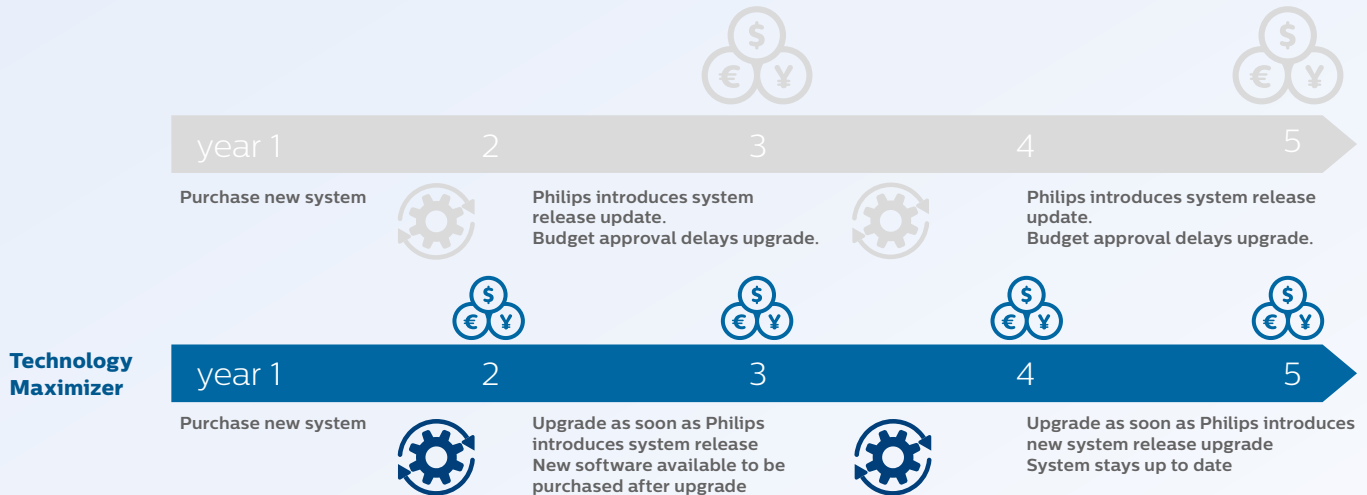 $
€ ¥
$
€ ¥
year 1 2 3 4 5
Purchase new system
Philips introduces system
release update.
Budget approval delays upgrade.
Philips introduces system release
update.
Budget approval delays upgrade.
$
€ ¥
$
€ ¥
$
€ ¥
$
€ ¥
Technology
Maximizer
year 1 2 3 4 5
Purchase new system
Upgrade as soon as Philips
introduces system release
New software available to be
purchased after upgrade
Upgrade as soon as Philips introduces
new system release upgrade
System stays up to date